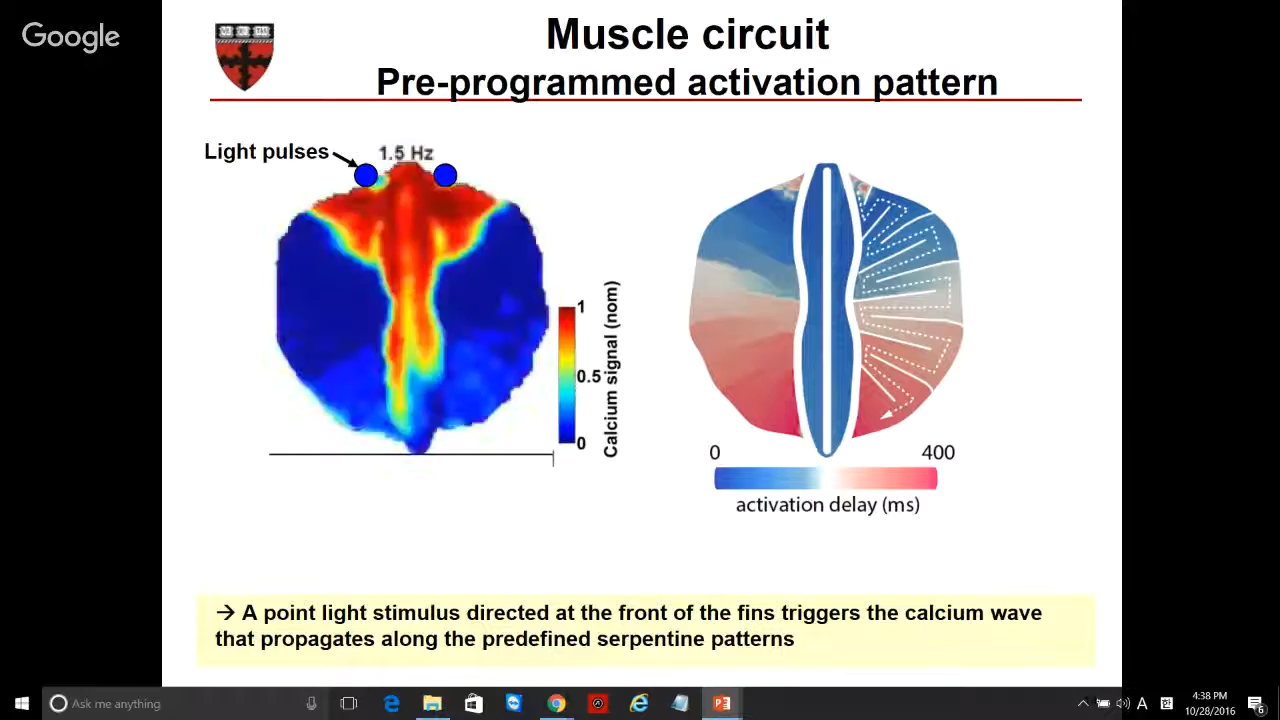 Google
Muscle circuit
Pre-programmed activation pattern
Light pulses
1.5 Hz
1
0.5
0
Calcium signal (nom)
0
400
activation delay (ms)
→ A point light stimulus directed at the front of the fins triggers the calcium wave
that propagates along the predefined serpentine patterns
Ask me anything
A
4:38 PM
10/28/2016
6